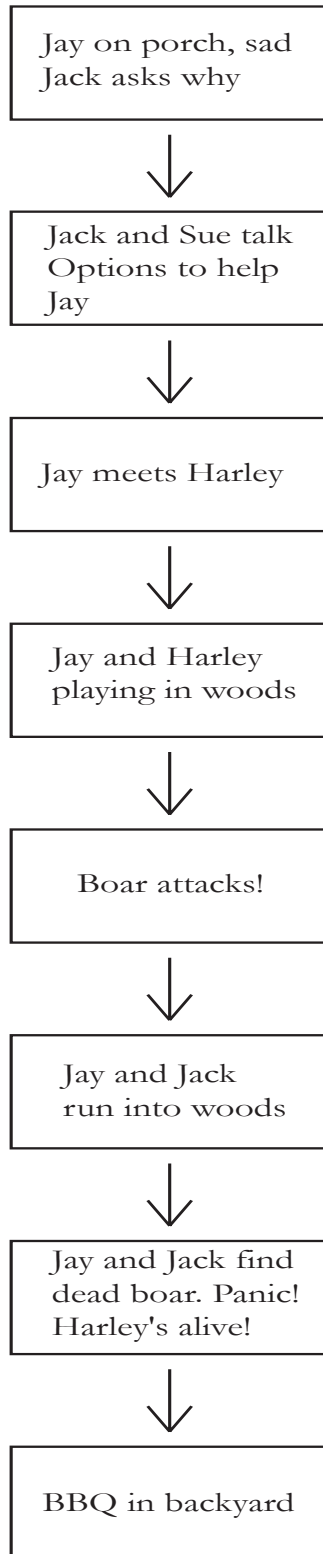 Jay on porch, sad
Jack asks why
Jack and Sue talk
Options to help
Jay
Jay meets Harley
Jay and Harley
playing in woods
Boar attacks!
Jay and Jack
run into woods
Jay and Jack find
dead boar. Panic!
Harley's alive!
BBQ in backyard